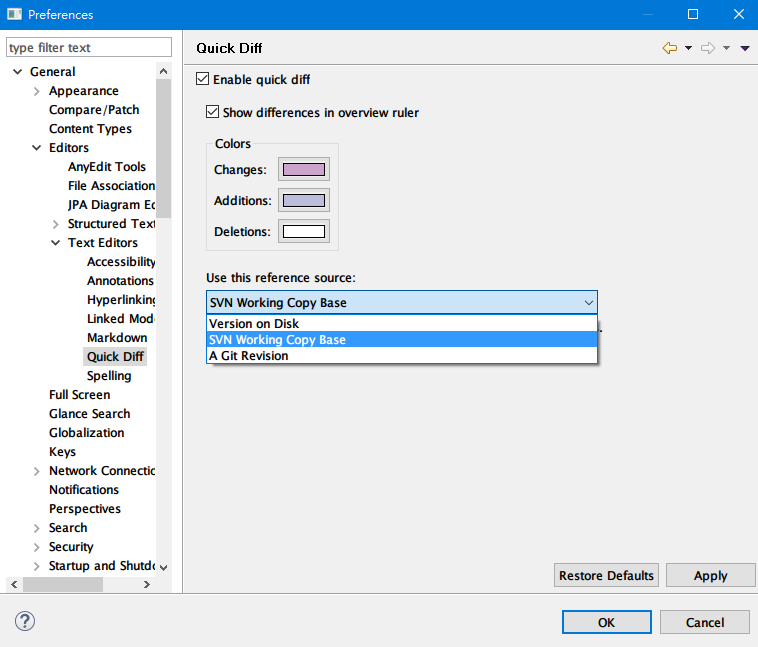 Preferences
type filter text
General
Appearance
Compare/Patch
Content Types
Editors
AnyEdit Tools
File Association
JPA Diagram Ed
Structured Text
Text Editors
Accessibility
Annotations
Hyperlinking
Linked Mod
Markdown
Quick Diff
Spelling
Full Screen
Glance Search
Globalization
Keys
Network Connectio
Notifications
Perspectives
Search
Security
Startup and Shutdo
Quick Diff
Enable quick diff
Show differences in overview ruler
Colors
Changes:
Additions:
Deletions:
Use this reference source:
SVN Working Copy Base
Version on Disk
SVN Working Copy Base
A Git Revision
Restore Defaults
Apply
?
OK
Cancel